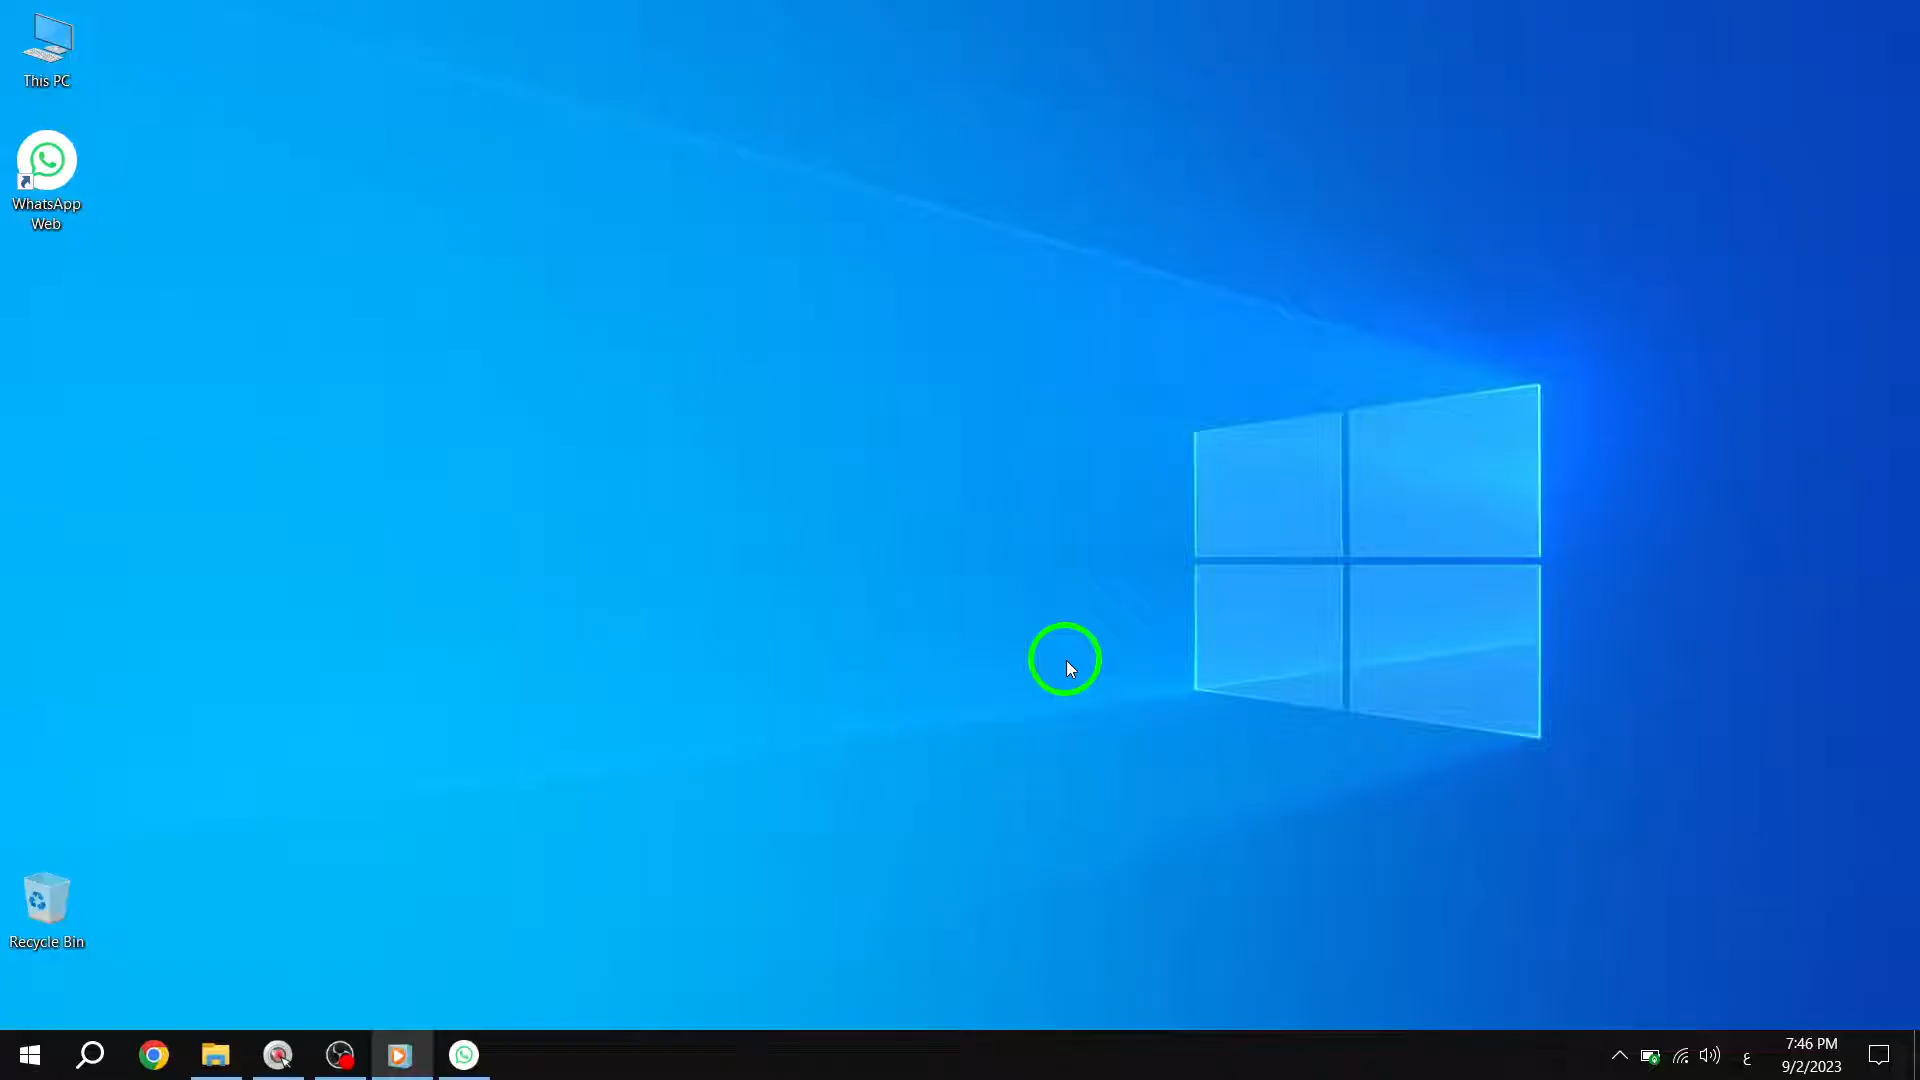 This PC
WhatsApp
Web
Recycle Bin
ع
7:46 PM
9/2/2023